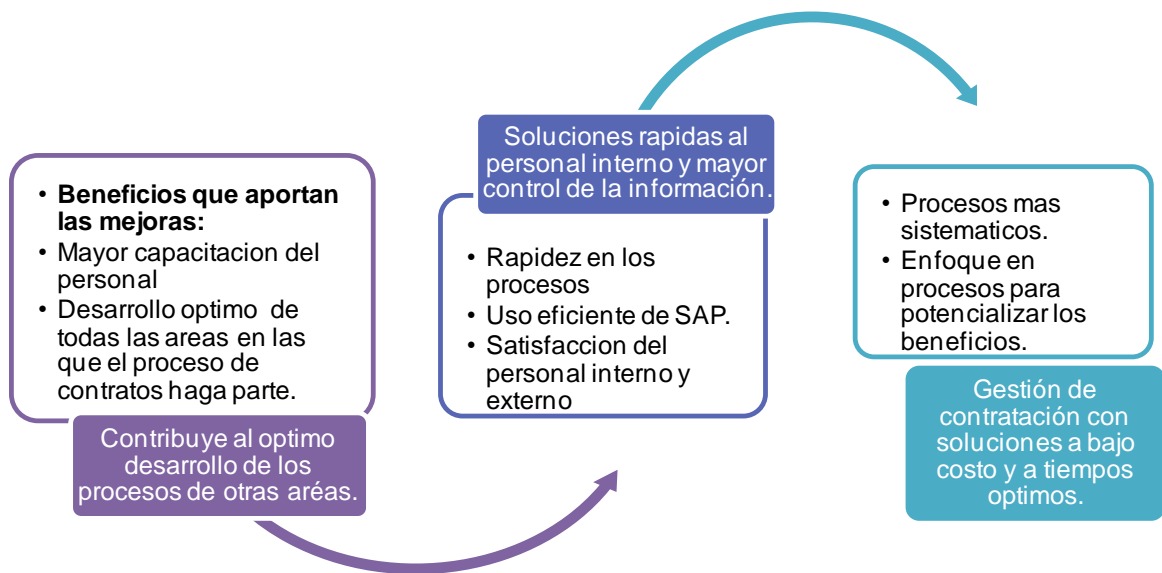 • Beneficios que aportan
las mejoras:
• Mayor capacitacion del
personal
• Desarrollo optimo de
todas las areas en las
que el proceso de
contratos haga parte.
Contribuye al optimo
desarrollo de los
procesos de otras aréas.
Soluciones rapidas al
personal interno y mayor
control de la información.
• Rapidez en los
procesos
• Uso eficiente de SAP.
• Satisfaccion del
personal interno y
externo
• Procesos mas
sistematicos.
• Enfoque en
procesos para
potencializar los
beneficios.
Gestión de
contratación con
soluciones a bajo
costo y a tiempos
optimos.